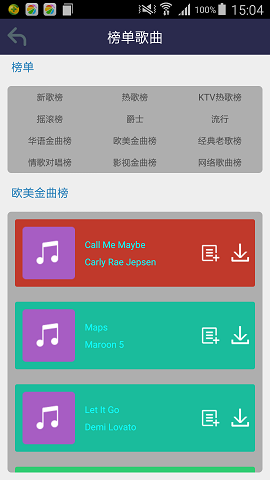 100% 15:04
榜单歌曲
榜单
新歌榜 热歌榜 KTV热歌榜
摇滚榜 爵士 流行
华语金曲榜 欧美金曲榜 经典老歌榜
情歌对唱榜 影视金曲榜 网络歌曲榜
欧美金曲榜
Call Me Maybe
Carly Rae Jepsen
Maps
Maroon 5
Let It Go
Demi Lovato